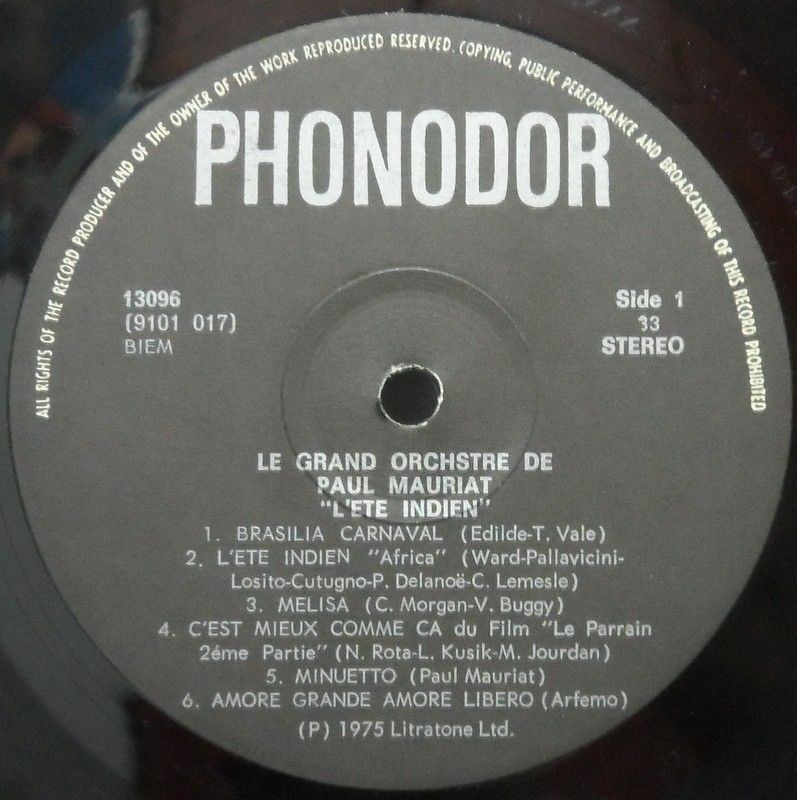 ALL RIGHTS OF THE RECORD PRODUCER AND OF THE OWNER OF THE WORK REPRODUCED RESERVED. COPYING, PUBLIC PERFORMANCE AND BROADCASTING OF THIS RECORD PROHIBITED
PHONODOR
13096
(9101 017)
BIEM
Side 1
33
STEREO
LE GRAND ORCHSTRE DE
PAUL MAURIAT
"L'ETE INDIEN"
1. BRASILIA CARNAVAL (Edilde-T. Vale)
2. L'ETE INDIEN "Africa" (Ward-Pallavicini-
Losito-Cutugno-P. Delanoë-C. Lemesle)
3. MELISA (C. Morgan-V. Buggy)
4. C'EST MIEUX COMME CA du Film "Le Parrain
2éme Partie" (N. Rota-L. Kusik-M. Jourdan)
5. MINUETTO (Paul Mauriat)
6. AMORE GRANDE AMORE LIBERO (Arfemo)
(P) 1975 Litratone Ltd.